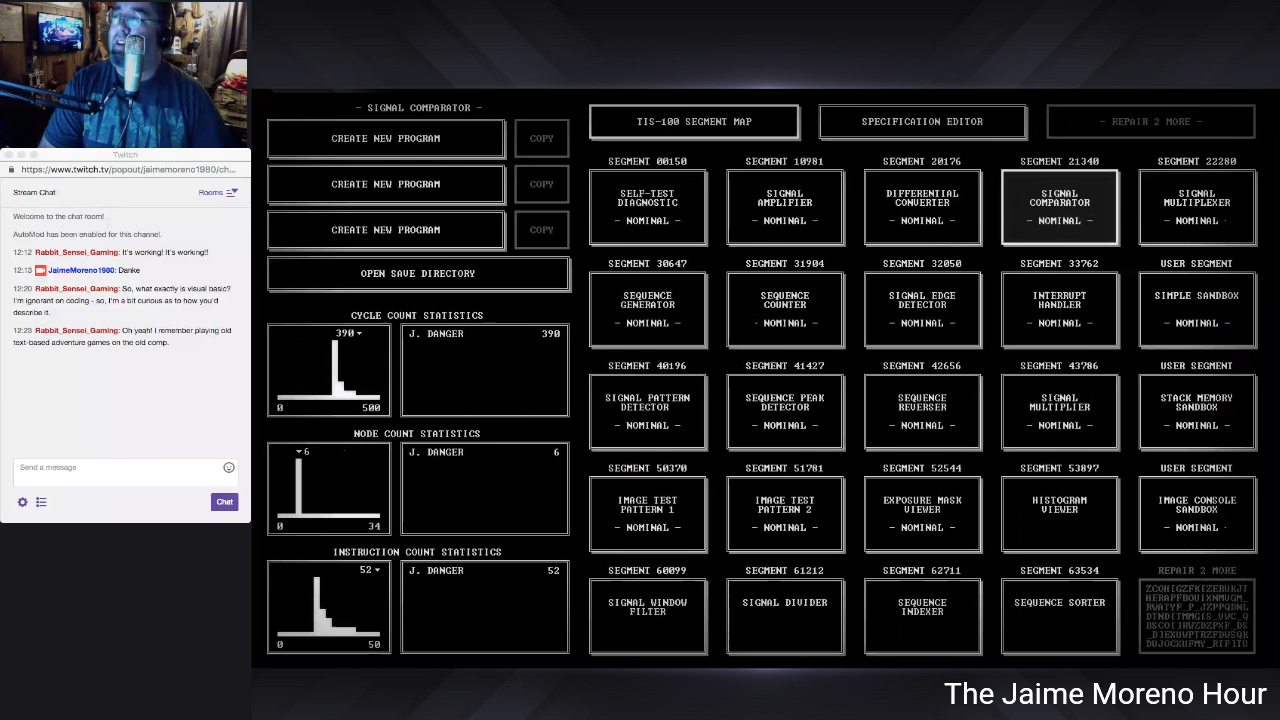 Twitch
https://www.twitch.tv/popout/jaimemoreno1980/ch...
Stream Chat
Rooms
Welcome to the chat room!
AutoMod has been enabled for this channel.
12:12 Rabbit_Sensei_Gaming: It's working! It's working!!
12:13 JaimeMoreno1980: Danke
12:20 Rabbit_Sensei_Gaming: So, what exactly is visual basic?
I'm ignorant on coding - so, I'm a bit curious as to how you'd
describe it.
12:23 Rabbit_Sensei_Gaming: Oh yeah! I remember playing old
text-based adventure games on the old comp.
Send a message
Chat
- SIGNAL COMPARATOR -
CREATE NEW PROGRAM COPY
CREATE NEW PROGRAM COPY
CREATE NEW PROGRAM COPY
OPEN SAVE DIRECTORY
CYCLE COUNT STATISTICS
390
0 500
J. DANGER 390
NODE COUNT STATISTICS
6
0 34
J. DANGER 6
INSTRUCTION COUNT STATISTICS
52
0 50
J. DANGER 52
TIS-100 SEGMENT MAP
SPECIFICATION EDITOR
- REPAIR 2 MORE -
SEGMENT 00150
SELF-TEST
DIAGNOSTIC
- NOMINAL -
SEGMENT 10981
SIGNAL
AMPLIFIER
- NOMINAL -
SEGMENT 20176
DIFFERENTIAL
CONVERTER
- NOMINAL -
SEGMENT 21340
SIGNAL
COMPARATOR
- NOMINAL -
SEGMENT 22280
SIGNAL
MULTIPLEXER
- NOMINAL -
SEGMENT 30647
SEQUENCE
GENERATOR
- NOMINAL -
SEGMENT 31904
SEQUENCE
COUNTER
- NOMINAL -
SEGMENT 32050
SIGNAL EDGE
DETECTOR
- NOMINAL -
SEGMENT 33762
INTERRUPT
HANDLER
- NOMINAL -
USER SEGMENT
SIMPLE SANDBOX
- NOMINAL -
SEGMENT 40196
SIGNAL PATTERN
DETECTOR
- NOMINAL -
SEGMENT 41427
SEQUENCE PEAK
DETECTOR
- NOMINAL -
SEGMENT 42656
SEQUENCE
REVERSER
- NOMINAL -
SEGMENT 43786
SIGNAL
MULTIPLIER
- NOMINAL -
USER SEGMENT
STACK MEMORY
SANDBOX
- NOMINAL -
SEGMENT 50370
IMAGE TEST
PATTERN 1
- NOMINAL -
SEGMENT 51781
IMAGE TEST
PATTERN 2
- NOMINAL -
SEGMENT 52544
EXPOSURE MASK
VIEWER
- NOMINAL -
SEGMENT 53897
HISTOGRAM
VIEWER
USER SEGMENT
IMAGE CONSOLE
SANDBOX
- NOMINAL -
SEGMENT 60099
SIGNAL WINDOW
FILTER
SEGMENT 61212
SIGNAL DIVIDER
SEGMENT 62711
SEQUENCE
INDEXER
SEGMENT 63534
SEQUENCE SORTER
REPAIR 2 MORE
The Jaime Moreno Hour